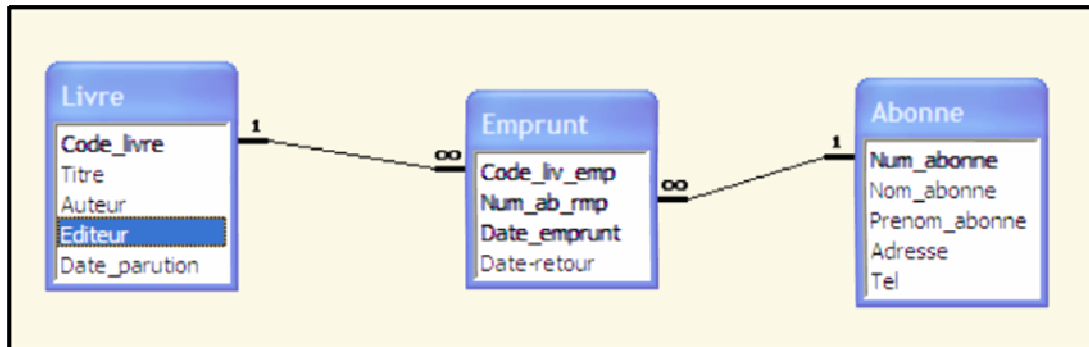 Livre
Code_livre
Titre
Auteur
Editeur
Date_parution
1
∞
Emprunt
Code_liv_emp
Num_ab_rmp
Date_emprunt
Date-retour
∞
1
Abonne
Num_abonne
Nom_abonne
Prenom_abonne
Adresse
Tel